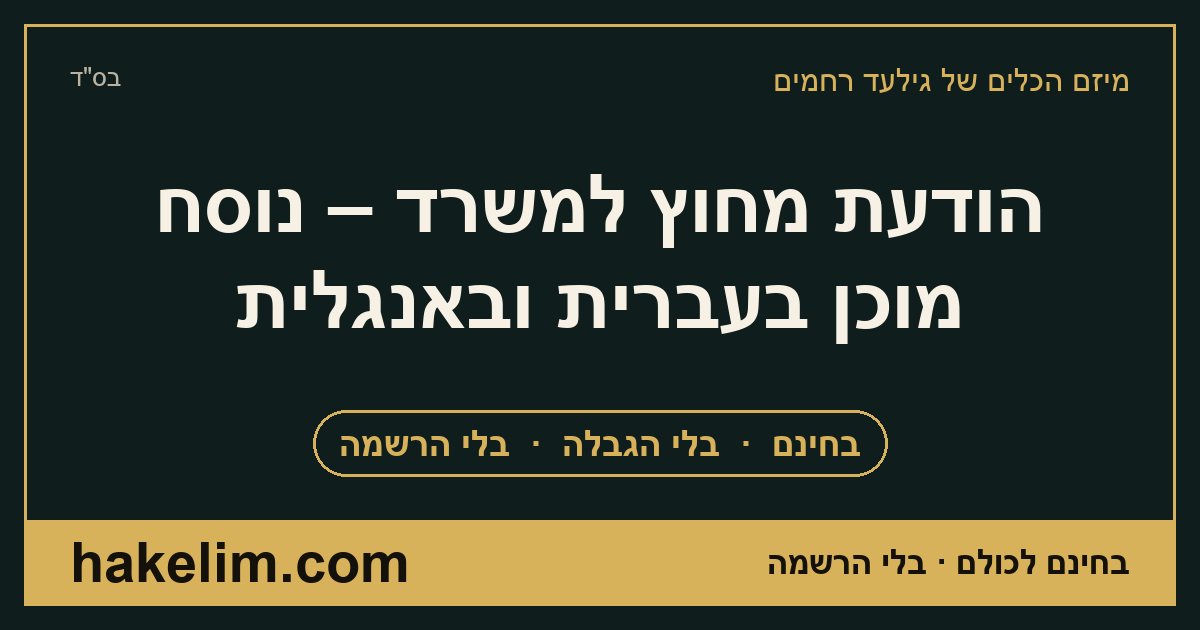 מיזם הכלים של גילעד רחמים
בס"ד
הודעת מחוץ למשרד – נוסח
מוכן בעברית ובאנגלית
בחינם · בלי הגבלה · בלי הרשמה
בחינם לכולם · בלי הרשמה
hakelim.com